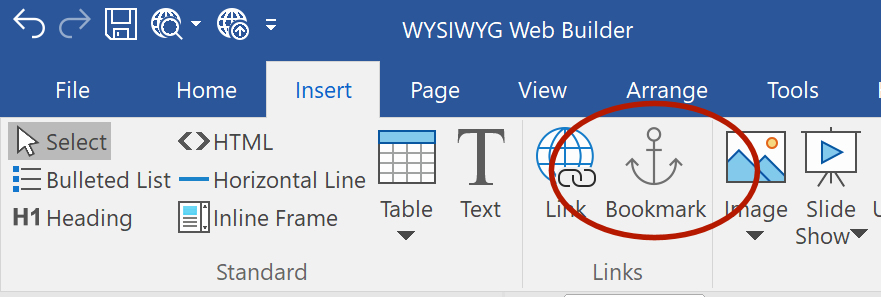 WYSIWYG Web Builder
File Home Insert Page View Arrange Tools
Select
Bulleted List
H1 Heading
HTML
Horizontal Line
Inline Frame
Table
T Text
Link
Bookmark
Image
Slide
Show
Standard
Links